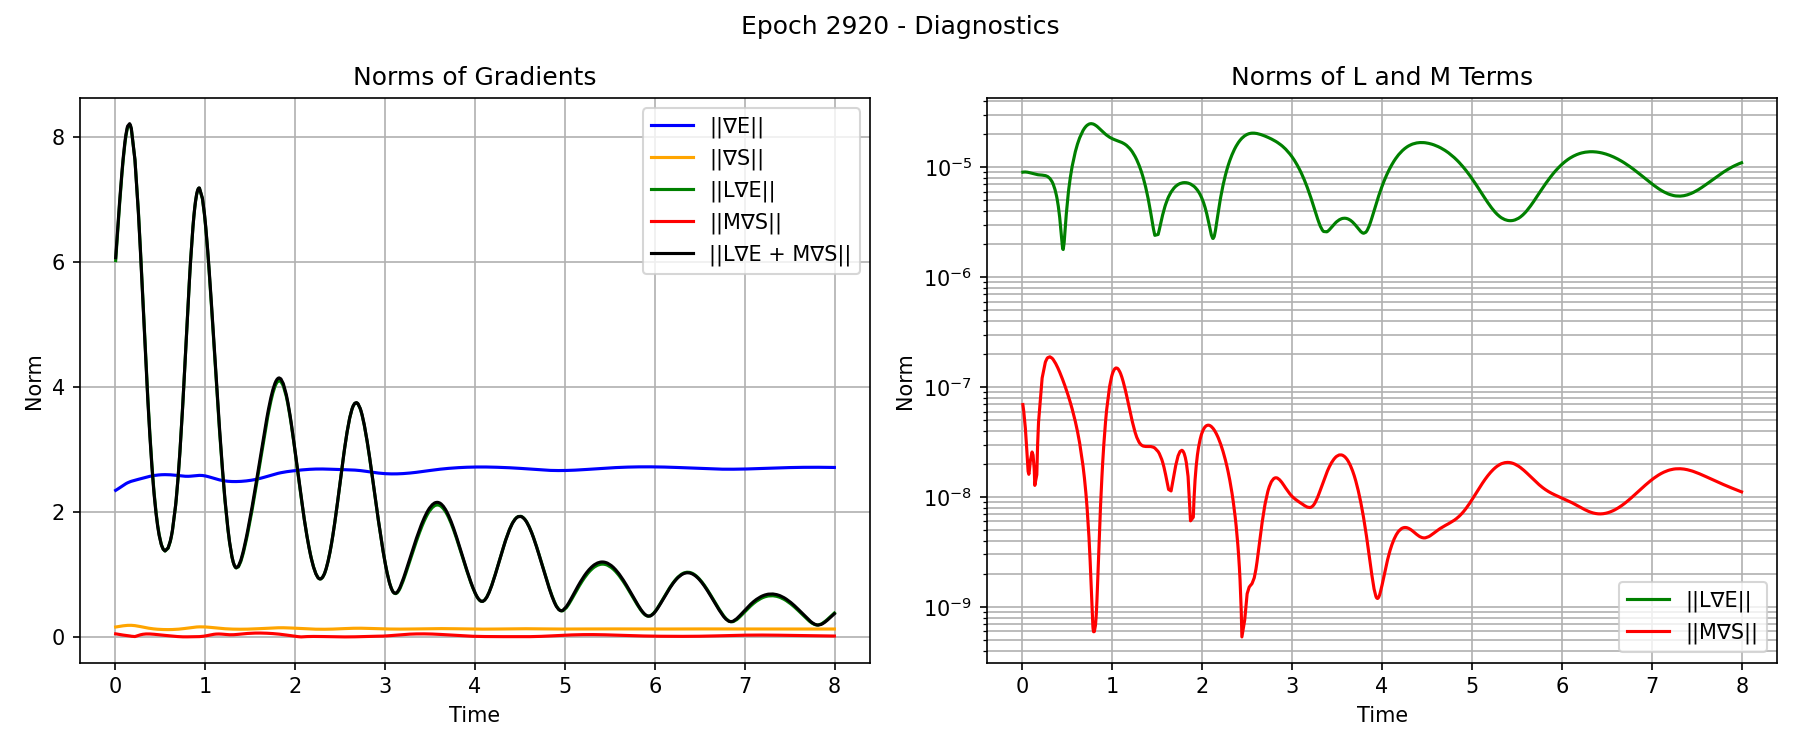 Epoch 2920 - Diagnostics
Norms of Gradients
Norm
8
6
4
2
0
0 1 2 3 4 5 6 7 8
Time
||∇E||
||∇S||
||L∇E||
||M∇S||
||L∇E + M∇S||
Norms of L and M Terms
Norm
10⁻⁵
10⁻⁶
10⁻⁷
10⁻⁸
10⁻⁹
0 1 2 3 4 5 6 7 8
Time
||L∇E||
||M∇S||